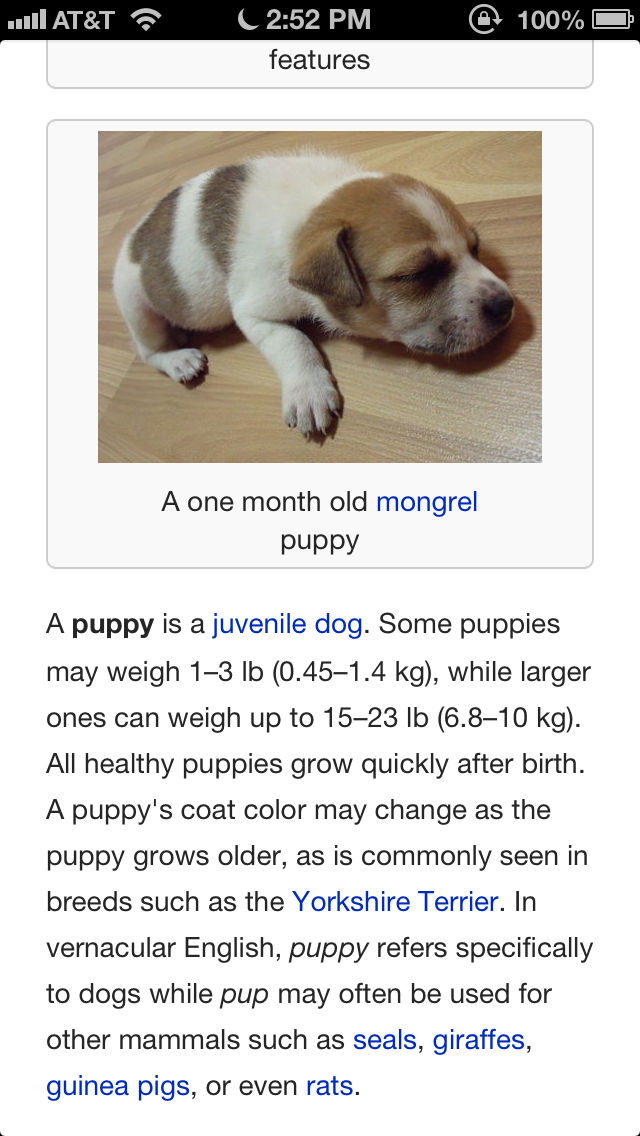 AT&T 2:52 PM 100%
features
A one month old mongrel
puppy
A puppy is a juvenile dog. Some puppies
may weigh 1–3 lb (0.45–1.4 kg), while larger
ones can weigh up to 15–23 lb (6.8–10 kg).
All healthy puppies grow quickly after birth.
A puppy's coat color may change as the
puppy grows older, as is commonly seen in
breeds such as the Yorkshire Terrier. In
vernacular English, puppy refers specifically
to dogs while pup may often be used for
other mammals such as seals, giraffes,
guinea pigs, or even rats.